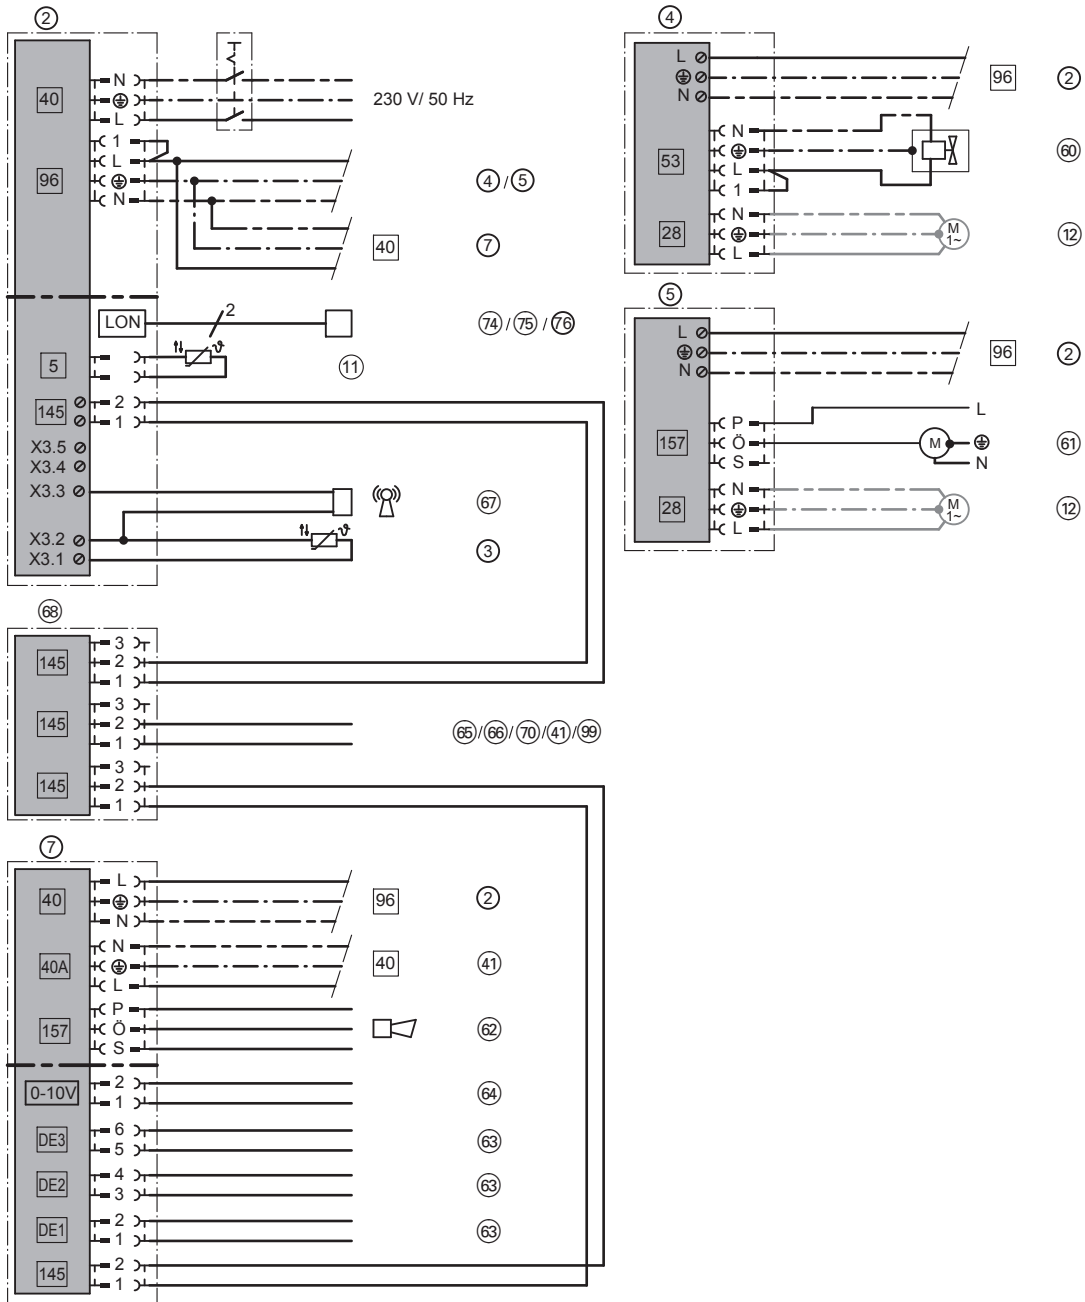 ②
40
N
⏚
L
230 V/ 50 Hz
96
1
L
⏚
N
④ / ⑤
40
⑦
LON
2
74 / 75 / 76
5
ϑ
11
145
2
1
X3.5
X3.4
X3.3
67
X3.2
ϑ
X3.1
3
68
145
3
2
1
145
3
2
1
65/66/70/41/99
145
3
2
1
⑦
40
L
⏚
N
96
②
40A
N
⏚
L
40
41
157
P
Ö
S
62
0-10V
2
1
64
DE3
6
5
63
DE2
4
3
63
DE1
2
1
63
145
2
1
④
L
⏚
N
96
②
53
N
⏚
L
1
60
28
N
⏚
L
M
1~
12
⑤
L
⏚
N
96
②
157
P
Ö
S
L
M
⏚
N
61
28
N
⏚
L
M
1~
12